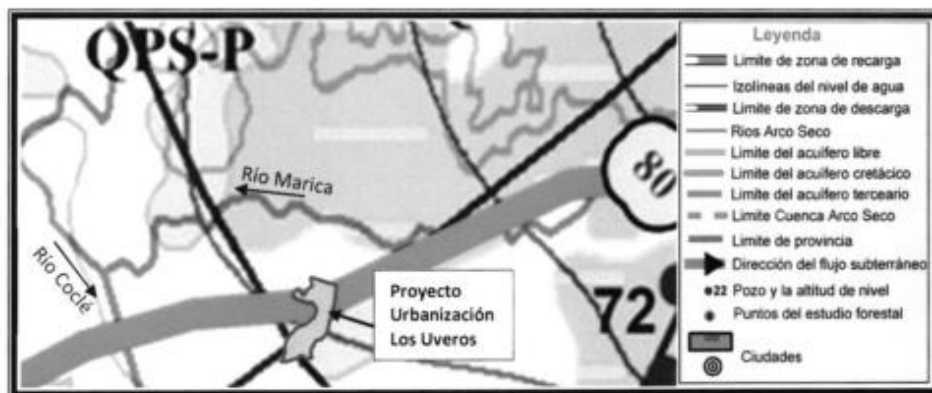 QPS-P
Río Marica
80
Río Coclé
Proyecto
Urbanización
Los Uveros
72
Leyenda
Limite de zona de recarga
Izolineas del nivel de agua
Limite de zona de descarga
Rios Arco Seco
Limite del acuífero libre
Limite del acuífero cretácico
Limite del acuífero terceario
Limite Cuenca Arco Seco
Limite de provincia
Dirección del flujo subterráneo
22 Pozo y la altitud de nivel
Puntos del estudio forestal
Ciudades